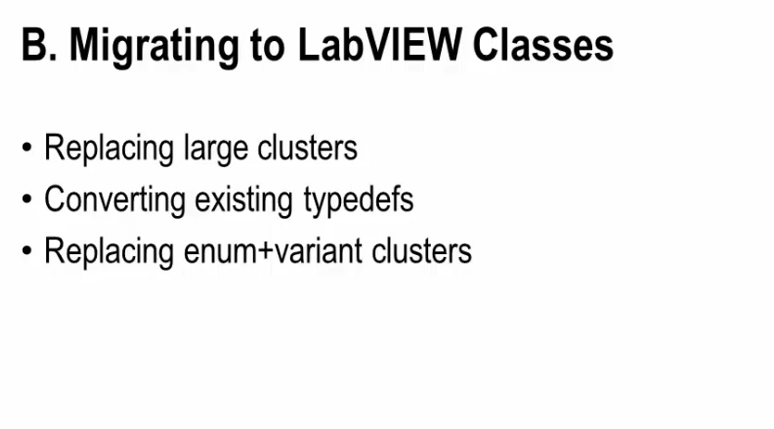 B. Migrating to LabVIEW Classes
• Replacing large clusters
• Converting existing typedefs
• Replacing enum+variant clusters